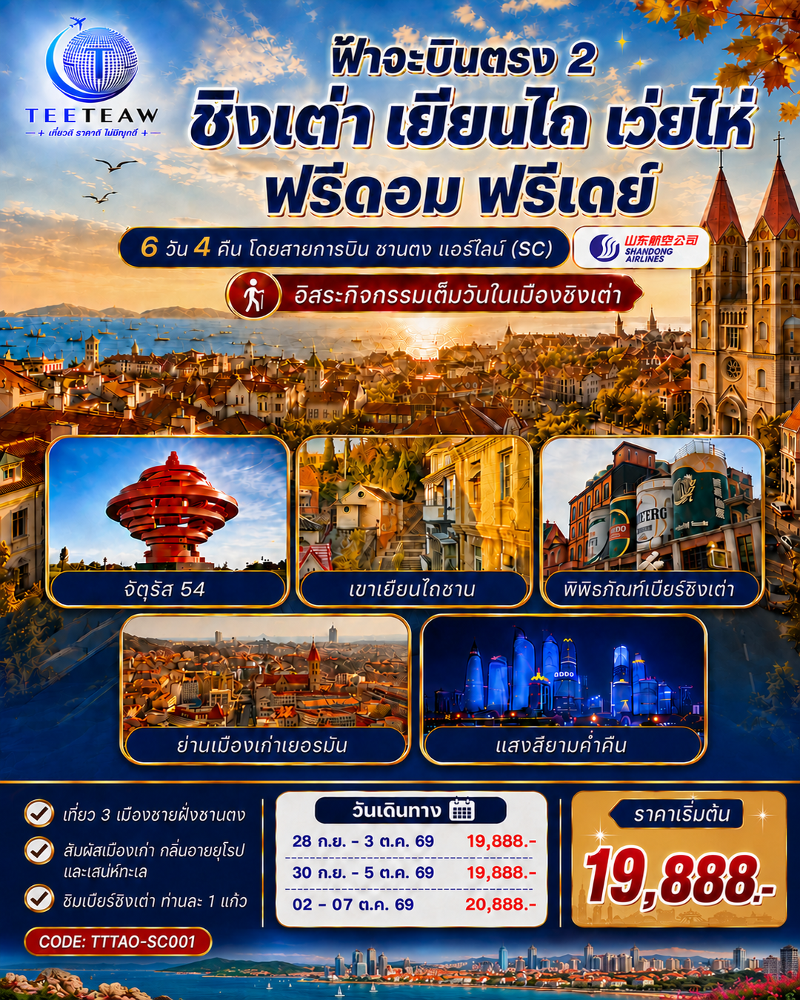 T
TEETEAW
+ เที่ยวดี ราคาดี ไม่มีทุกดี +
ฟ้าจะบินตรง 2
ชิงเต่า เยียนไถ เว่ยไห่
ฟรีดอม ฟรีเดย์
6 วัน 4 คืน โดยสายการบิน ชานตง แอร์ไลน์ (SC)
山东航空公司
SHANDONG
AIRLINES
อิสระกิจกรรมเต็มวันในเมืองชิงเต่า
จัตุรัส 54
เขาเยียนไถชาน
พิพิธภัณฑ์เบียร์ชิงเต่า
ย่านเมืองเก่าเยอรมัน
แสงสียามค่ำคืน
เที่ยว 3 เมืองชายฝั่งชานตง
สัมผัสเมืองเก่า กลิ่นอายยุโรป
และเสน่ห์ทะเล
ชิมเบียร์ชิงเต่า ท่านละ 1 แก้ว
CODE: TTTAO-SC001
วันเดินทาง
28 ก.ย. - 3 ต.ค. 69 19,888.-
30 ก.ย. - 5 ต.ค. 69 19,888.-
02 - 07 ต.ค. 69 20,888.-
ราคาเริ่มต้น
19,888.-